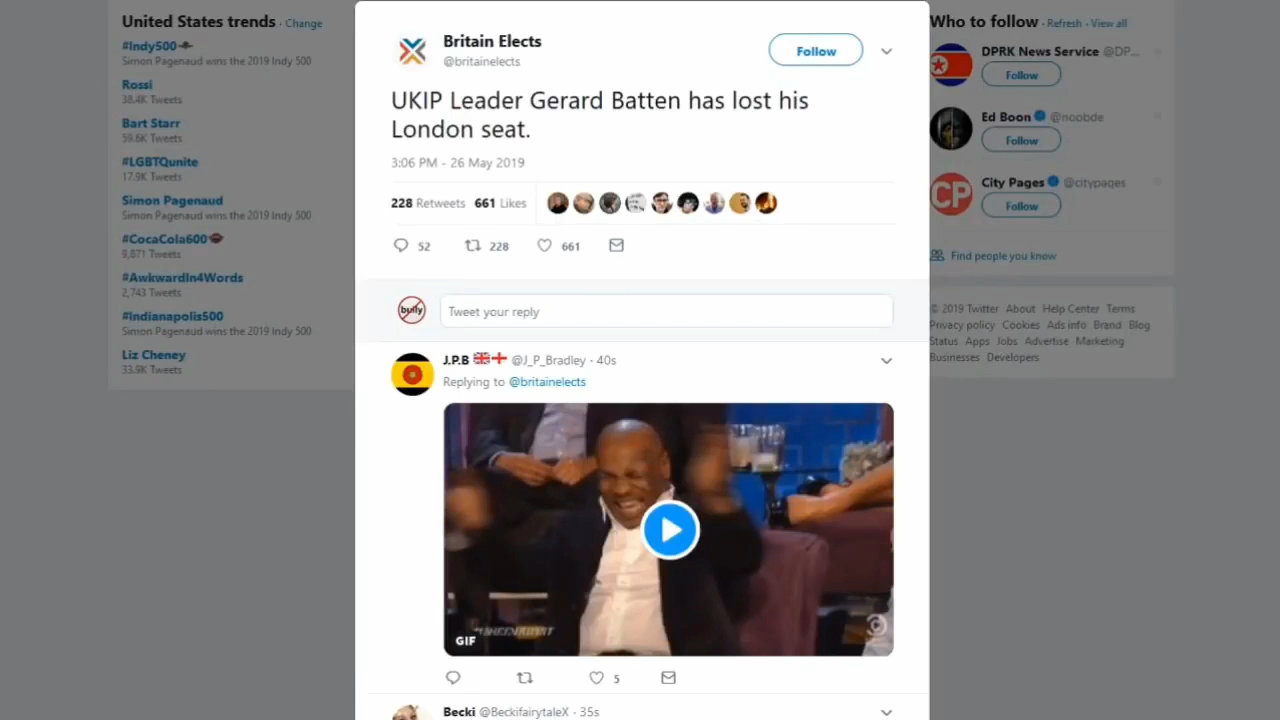 United States trends · Change
#Indy500
Simon Pagenaud wins the 2019 Indy 500
Rossi
38.4K Tweets
Bart Starr
59.6K Tweets
#LGBTQunite
17.9K Tweets
Simon Pagenaud
Simon Pagenaud wins the 2019 Indy 500
#CocaCola600
9,871 Tweets
#AwkwardIn4Words
2,743 Tweets
#Indianapolis500
Simon Pagenaud wins the 2019 Indy 500
Liz Cheney
33.9K Tweets
Britain Elects
@britainelects
Follow
UKIP Leader Gerard Batten has lost his
London seat.
3:06 PM - 26 May 2019
228 Retweets 661 Likes
52 228 661
bully
Tweet your reply
J.P.B @J_P_Bradley · 40s
Replying to @britainelects
GIF
5
Becki @BeckifairytaleX · 35s
Who to follow · Refresh · View all
DPRK News Service @DP...
Follow
Ed Boon @noobde
Follow
CP
City Pages @citypages
Follow
Find people you know
© 2019 Twitter About Help Center Terms
Privacy policy Cookies Ads info Brand Blog
Status Apps Jobs Advertise Marketing
Businesses Developers